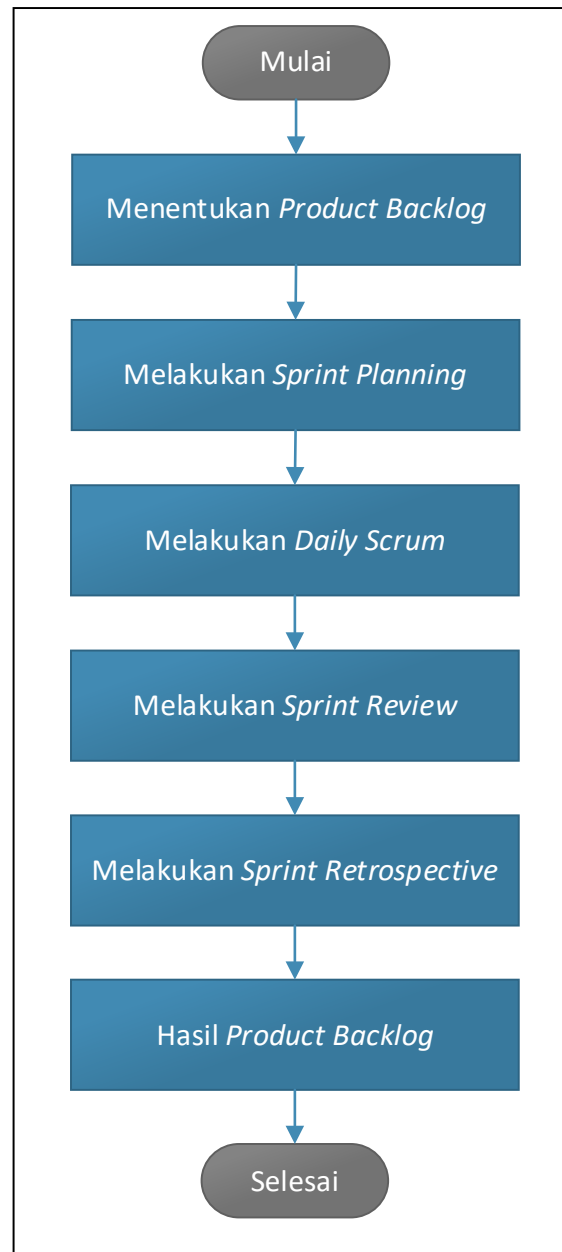 Mulai
Menentukan Product Backlog
Melakukan Sprint Planning
Melakukan Daily Scrum
Melakukan Sprint Review
Melakukan Sprint Retrospective
Hasil Product Backlog
Selesai